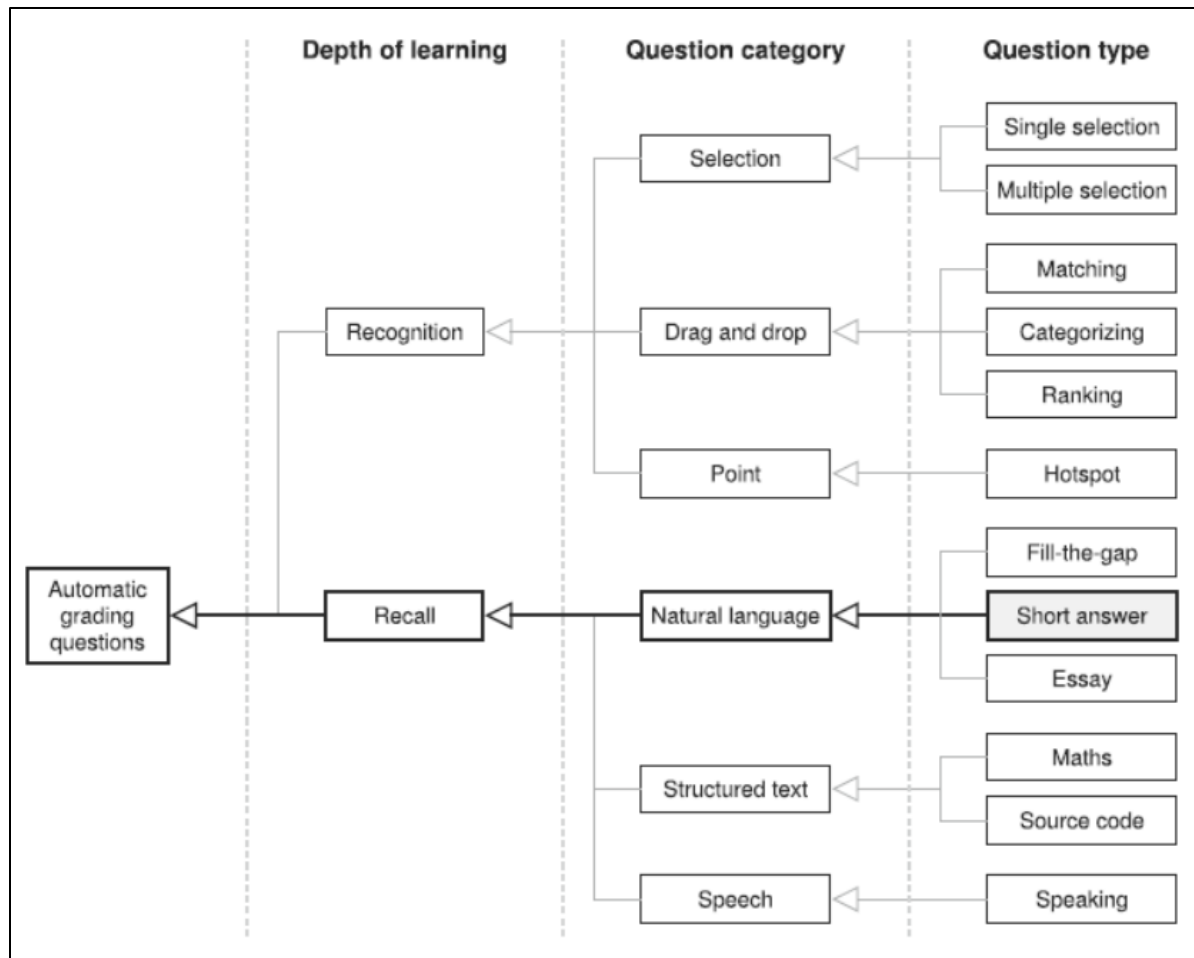 Depth of learning
Question category
Question type
Single selection
Selection
Multiple selection
Matching
Recognition
Drag and drop
Categorizing
Ranking
Point
Hotspot
Fill-the-gap
Automatic
grading
questions
Recall
Natural language
Short answer
Essay
Maths
Structured text
Source code
Speech
Speaking